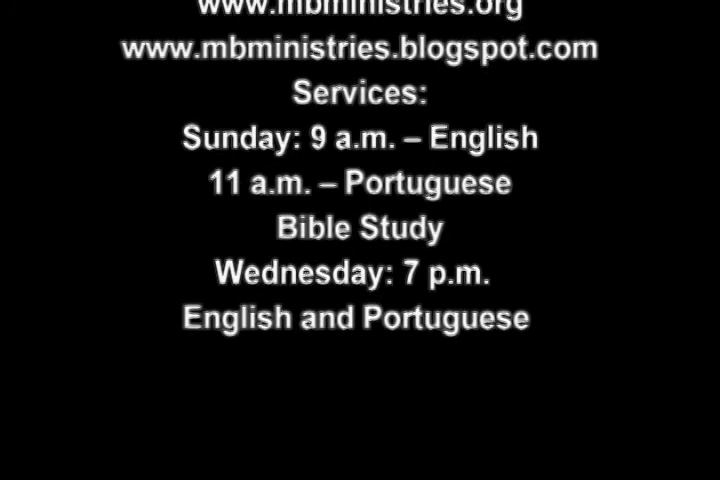 www.mbministries.org
www.mbministries.blogspot.com
Services:
Sunday: 9 a.m. – English
11 a.m. – Portuguese
Bible Study
Wednesday: 7 p.m.
English and Portuguese